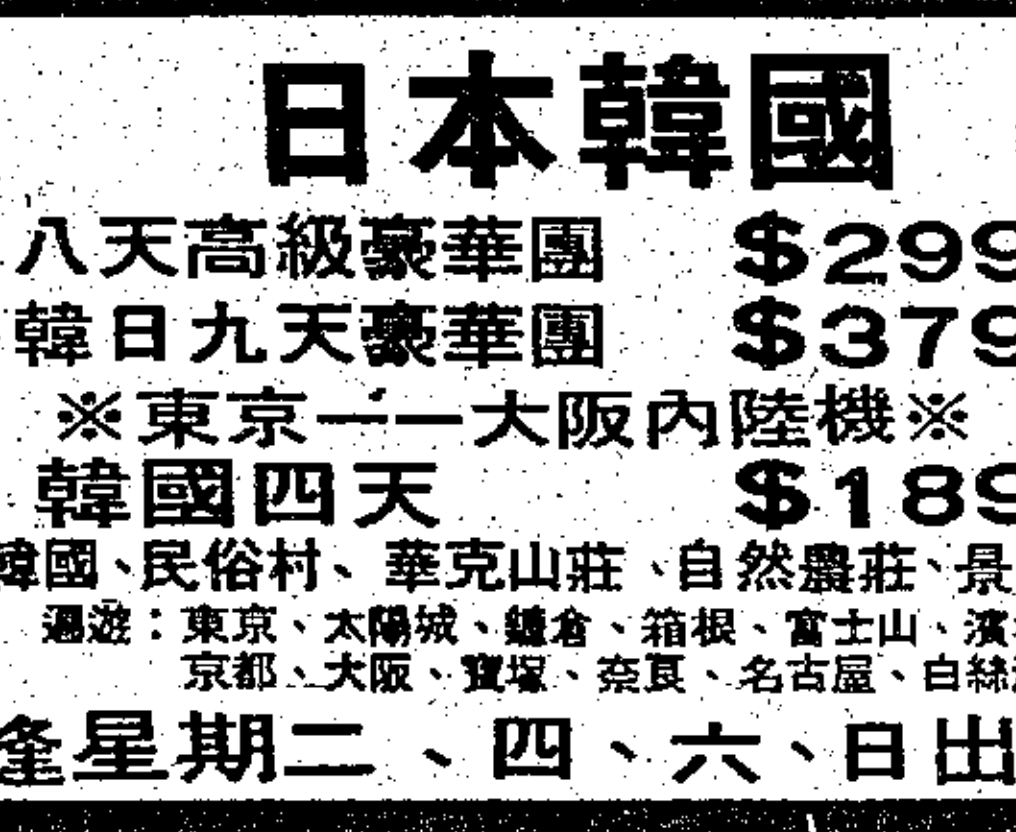 日本韓國
八天高級豪華團 $299
韓日九天豪華團 $379
※東京——大阪內陸機※
韓國四天 $189
韓國、民俗村、華克山莊、自然農莊、景
遍遊：東京、太陽城、鎌倉、箱根、富士山、濱
京都、大阪、寶塚、奈良、名古屋、白絲
逢星期二、四、六、日出